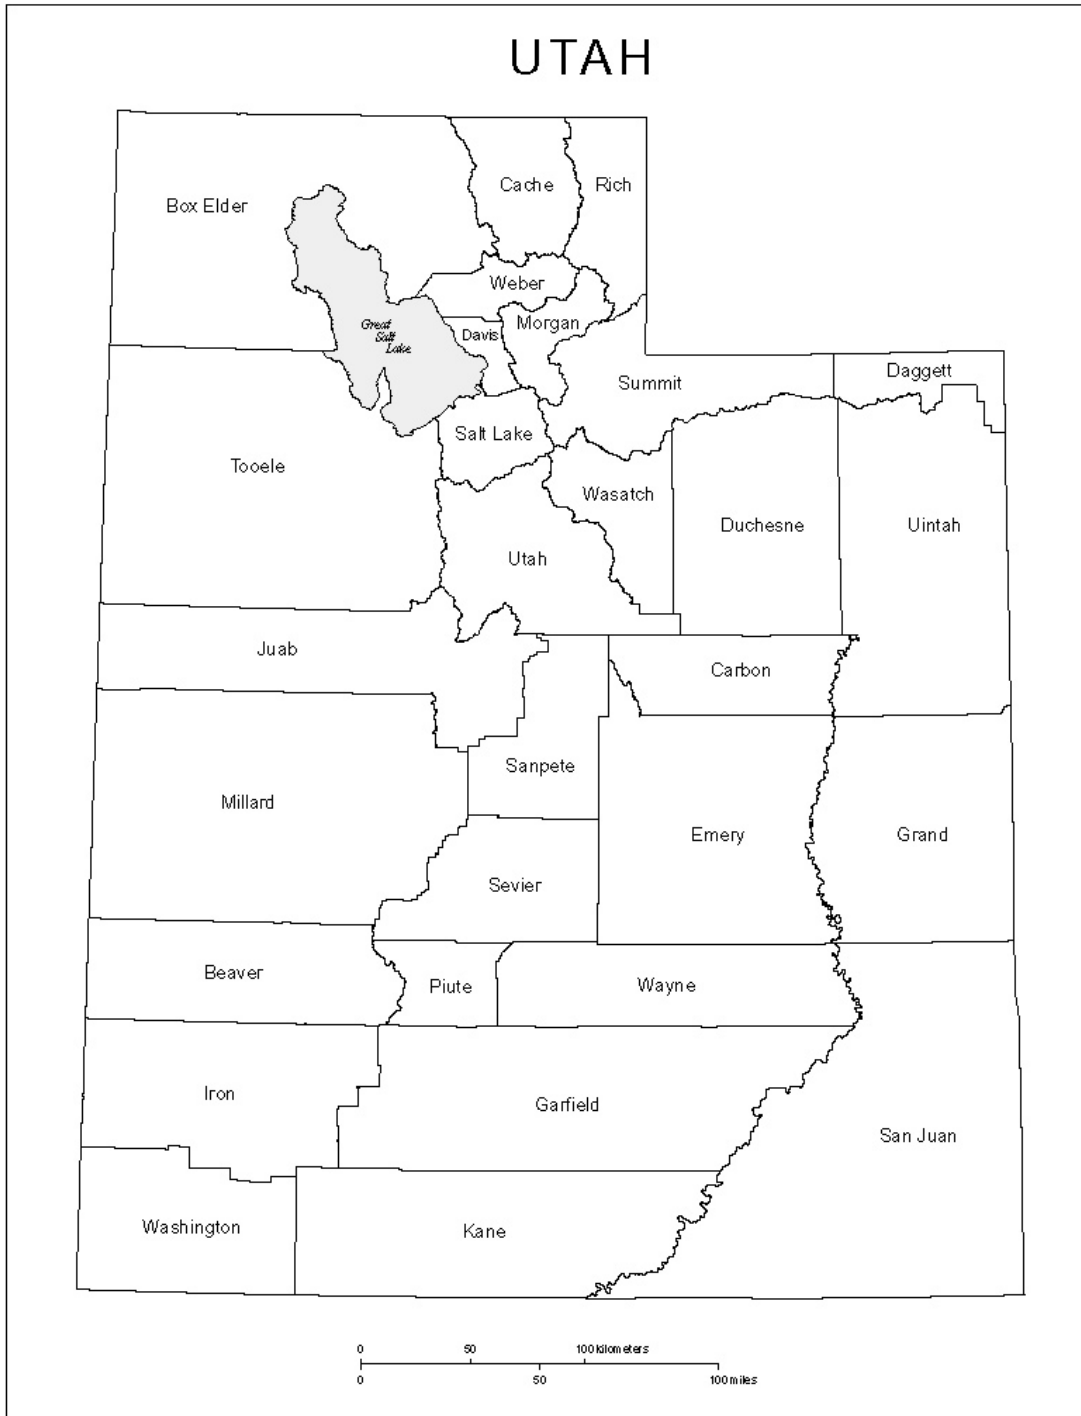 UTAH
Cache
Rich
Box Elder
Weber
Great
Salt
Lake
Morgan
Davis
Daggett
Summit
Salt Lake
Tooele
Wasatch
Duchesne
Uintah
Utah
Juab
Carbon
Sanpete
Millard
Emery
Grand
Sevier
Beaver
Piute
Wayne
Iron
Garfield
San Juan
Washington
Kane
0 50 100 kilometers
0 50 100 miles